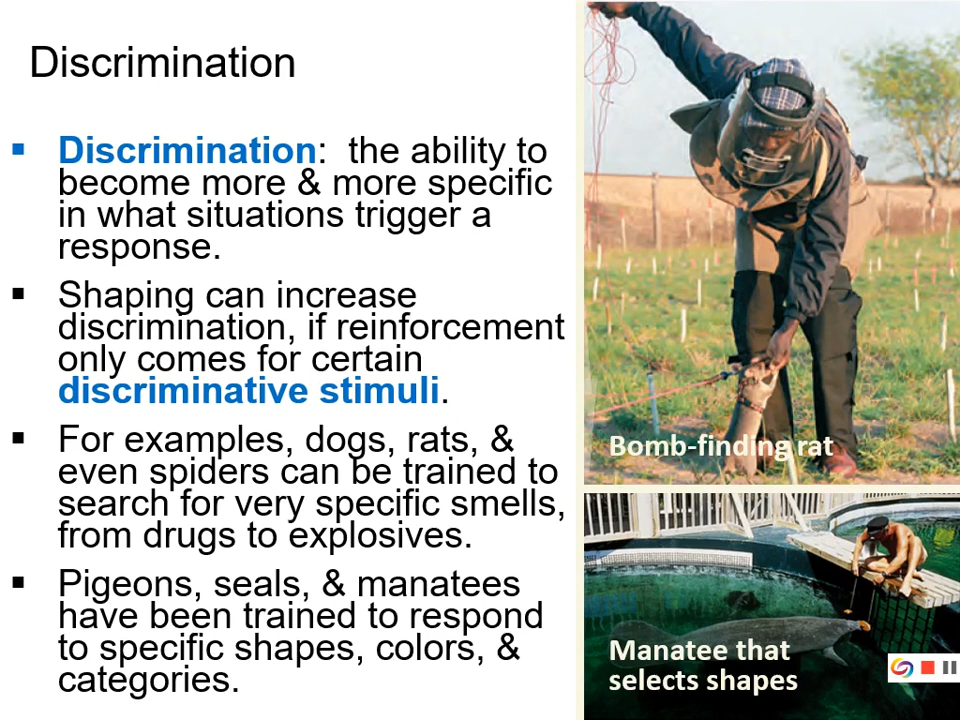 Discrimination
▪ Discrimination:  the ability to
become more & more specific
in what situations trigger a
response.
▪ Shaping can increase
discrimination, if reinforcement
only comes for certain
discriminative stimuli.
▪ For examples, dogs, rats, &
even spiders can be trained to
search for very specific smells,
from drugs to explosives.
▪ Pigeons, seals, & manatees
have been trained to respond
to specific shapes, colors, &
categories.
Bomb-finding rat
Manatee that
selects shapes